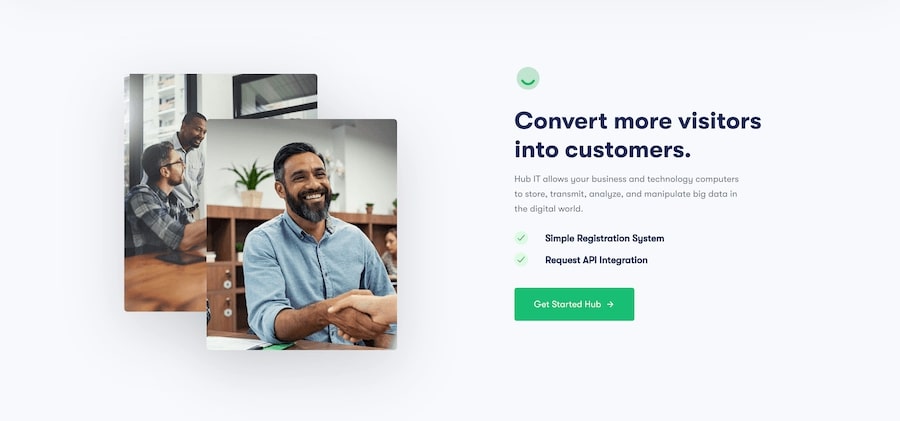 Convert more visitors
into customers.
Hub IT allows your business and technology computers
to store, transmit, analyze, and manipulate big data in
the digital world.
Simple Registration System
Request API Integration
Get Started Hub →